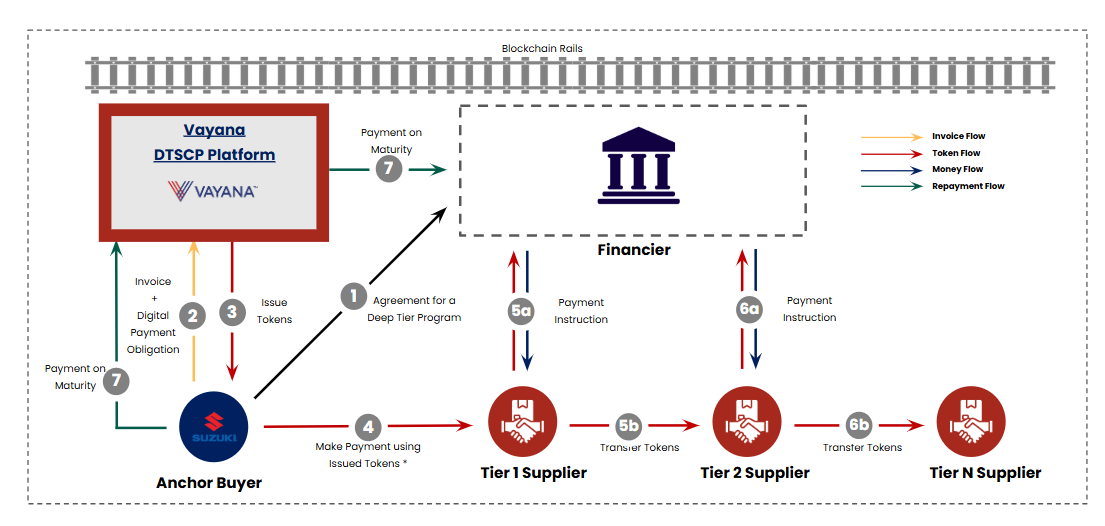 Blockchain Rails
Vayana
DTSCP Platform
VAYANA™
Payment on
Maturity
7
Financier
Invoice Flow
Token Flow
Money Flow
Repayment Flow
Invoice
+
Digital
Payment
Obligation
2
3
Issue
Tokens
1
Agreement for a
Deep Tier Program
5a
Payment
Instruction
6a
Payment
Instruction
Payment on
Maturity
7
SUZUKI
Anchor Buyer
4
Make Payment using
Issued Tokens *
Tier 1 Supplier
5b
Transfer Tokens
Tier 2 Supplier
6b
Transfer Tokens
Tier N Supplier